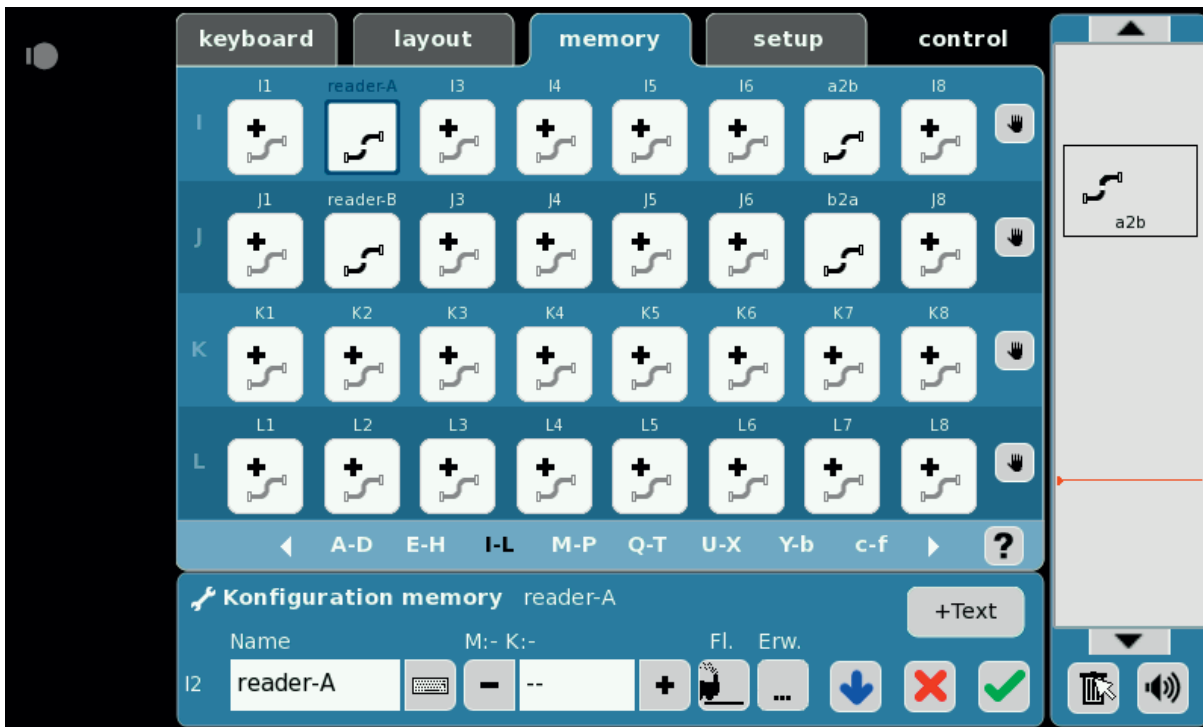 keyboard layout memory setup control
I1 reader-A I3 I4 I5 I6 a2b I8
I
J1 reader-B J3 J4 J5 J6 b2a J8
J
a2b
K1 K2 K3 K4 K5 K6 K7 K8
K
L1 L2 L3 L4 L5 L6 L7 L8
L
A-D E-H I-L M-P Q-T U-X Y-b c-f ?
Konfiguration memory reader-A
+Text
Name M:- K:- Fl. Erw.
I2 reader-A -- ...